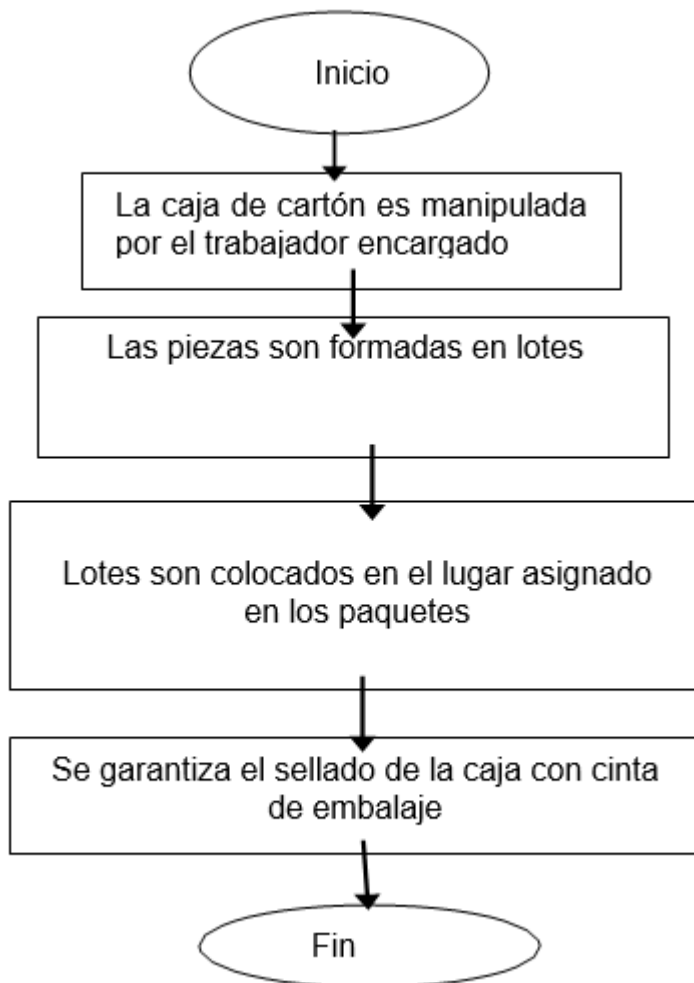 Inicio
La caja de cartón es manipulada
por el trabajador encargado
Las piezas son formadas en lotes
Lotes son colocados en el lugar asignado
en los paquetes
Se garantiza el sellado de la caja con cinta
de embalaje
Fin